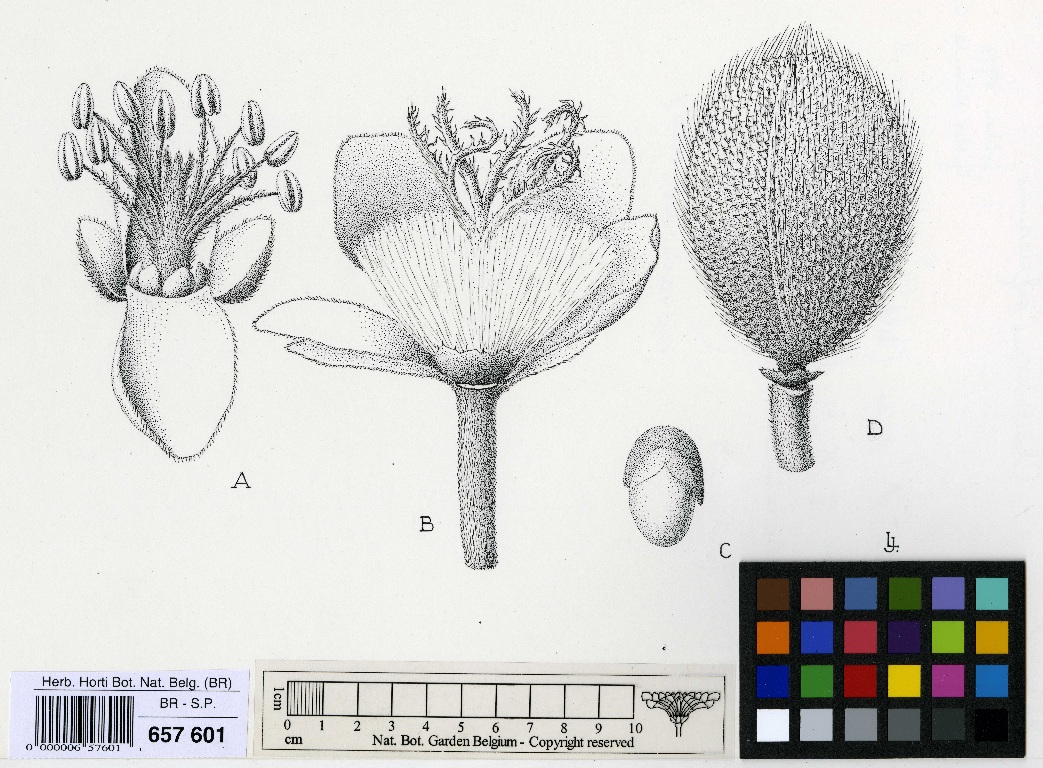 A
B
C
D
Herb. Horti Bot. Nat. Belg. (BR)
BR - S.P.
657 601
0 000006 57601
1cm
0 1 2 3 4 5 6 7 8 9 10
cm
Nat. Bot. Garden Belgium - Copyright reserved